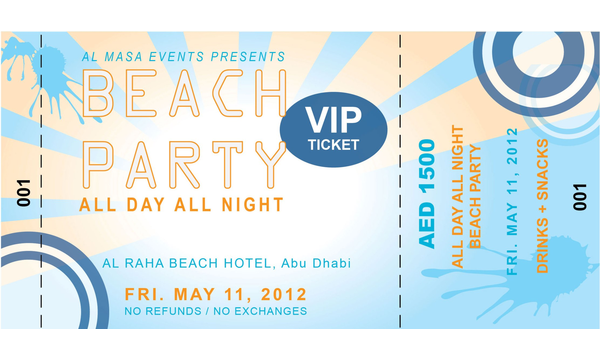 001
AL MASA EVENTS PRESENTS
BEACH
PARTY
VIP
TICKET
ALL DAY ALL NIGHT
AL RAHA BEACH HOTEL, Abu Dhabi
FRI. MAY 11, 2012
NO REFUNDS / NO EXCHANGES
AED 1500
ALL DAY ALL NIGHT
BEACH PARTY
FRI. MAY 11, 2012
DRINKS + SNACKS
001